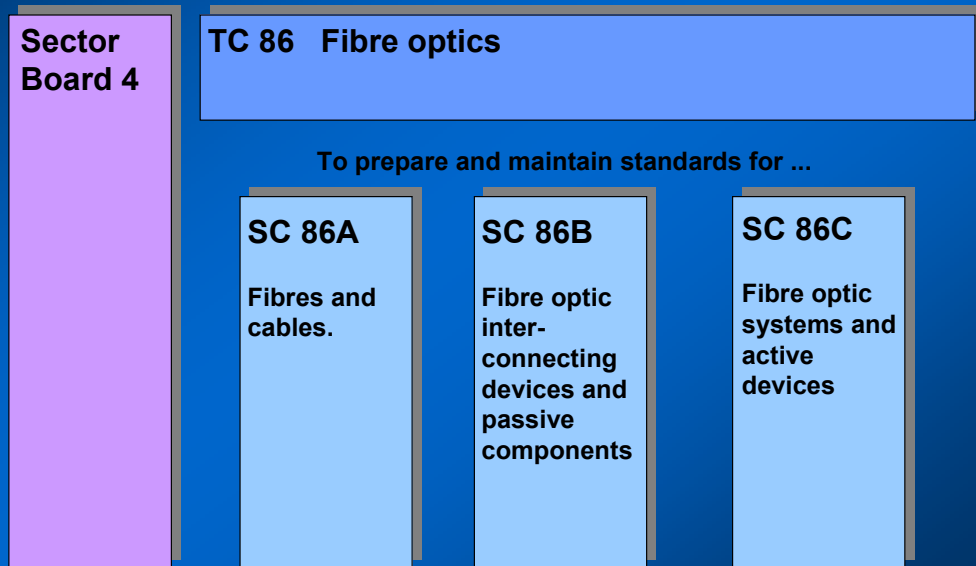 Sector
Board 4
TC 86   Fibre optics
To prepare and maintain standards for ...
SC 86A
Fibres and
cables.
SC 86B
Fibre optic
inter-
connecting
devices and
passive
components
SC 86C
Fibre optic
systems and
active
devices